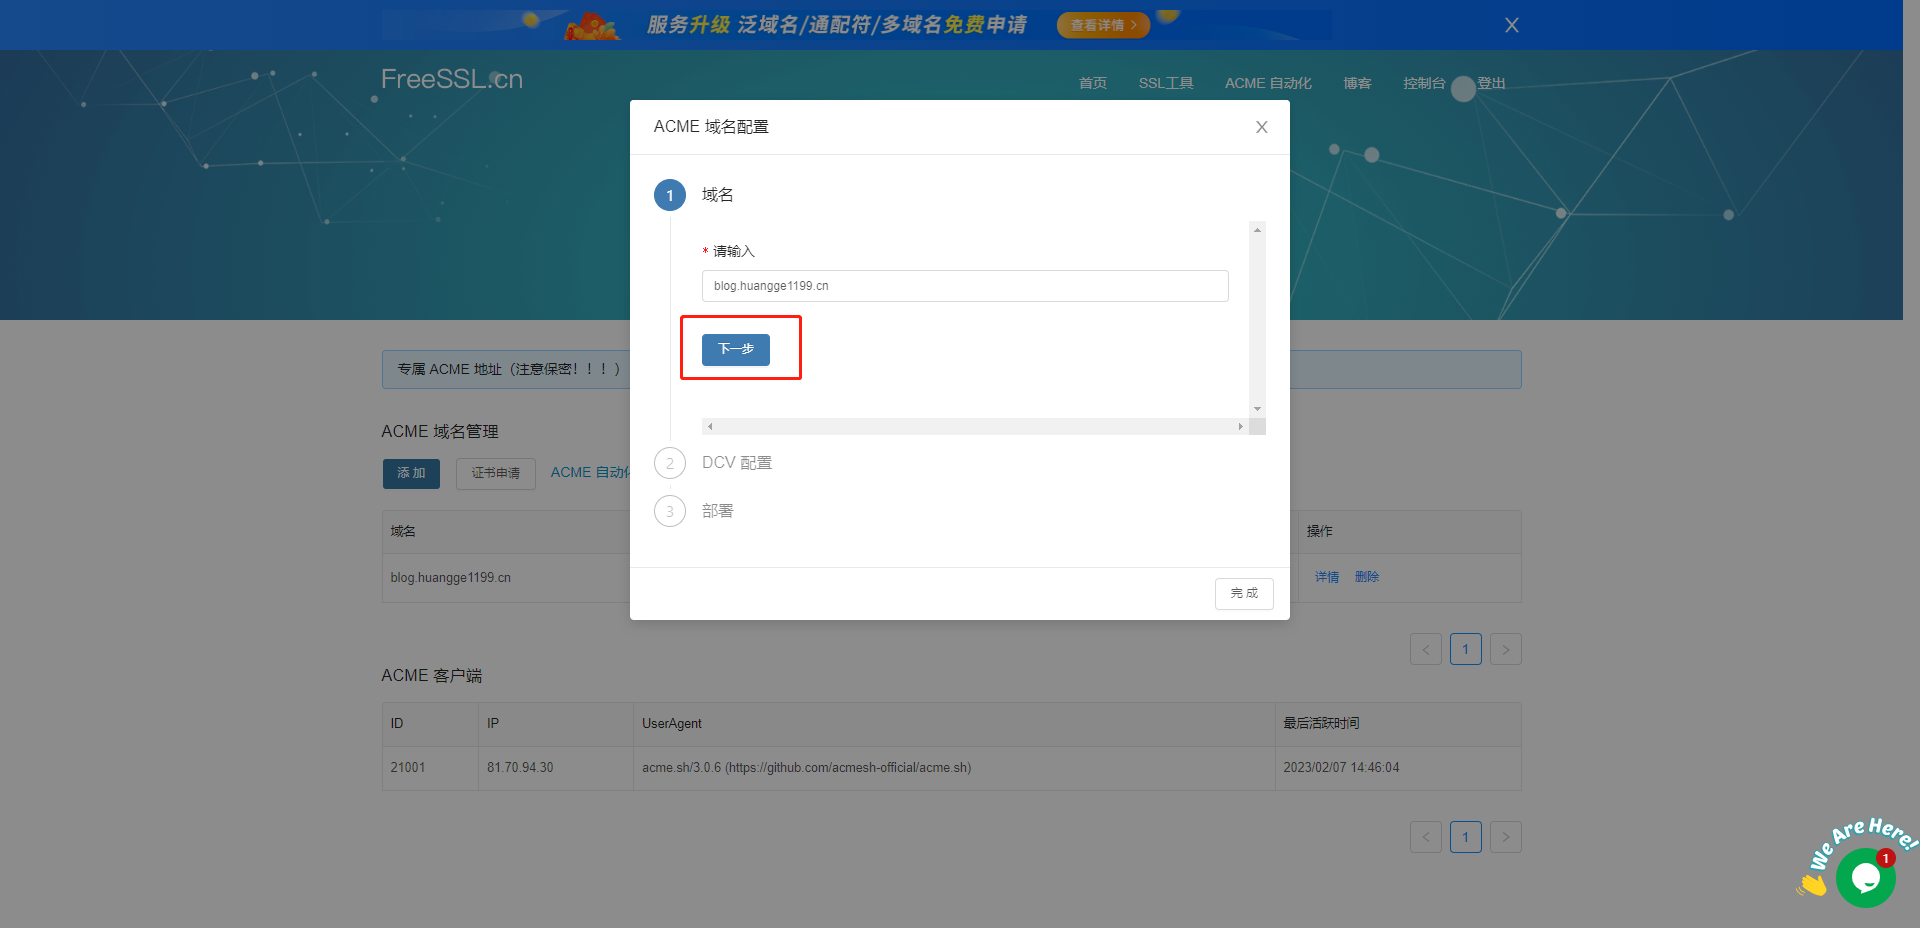 服务升级 泛域名/通配符/多域名免费申请
查看详情 >
X
FreeSSL.cn
首页
SSL工具
ACME 自动化
博客
控制台
登出
ACME 域名配置
X
1
域名
* 请输入
blog.huangge1199.cn
下一步
2
DCV 配置
3
部署
完 成
专属 ACME 地址（注意保密！！！）
ACME 域名管理
添 加
证书申请
ACME 自动化
域名
操作
blog.huangge1199.cn
详情
删除
<
1
>
ACME 客户端
ID
IP
UserAgent
最后活跃时间
21001
81.70.94.30
acme.sh/3.0.6 (https://github.com/acmesh-official/acme.sh)
2023/02/07 14:46:04
<
1
>
We Are Here!
1